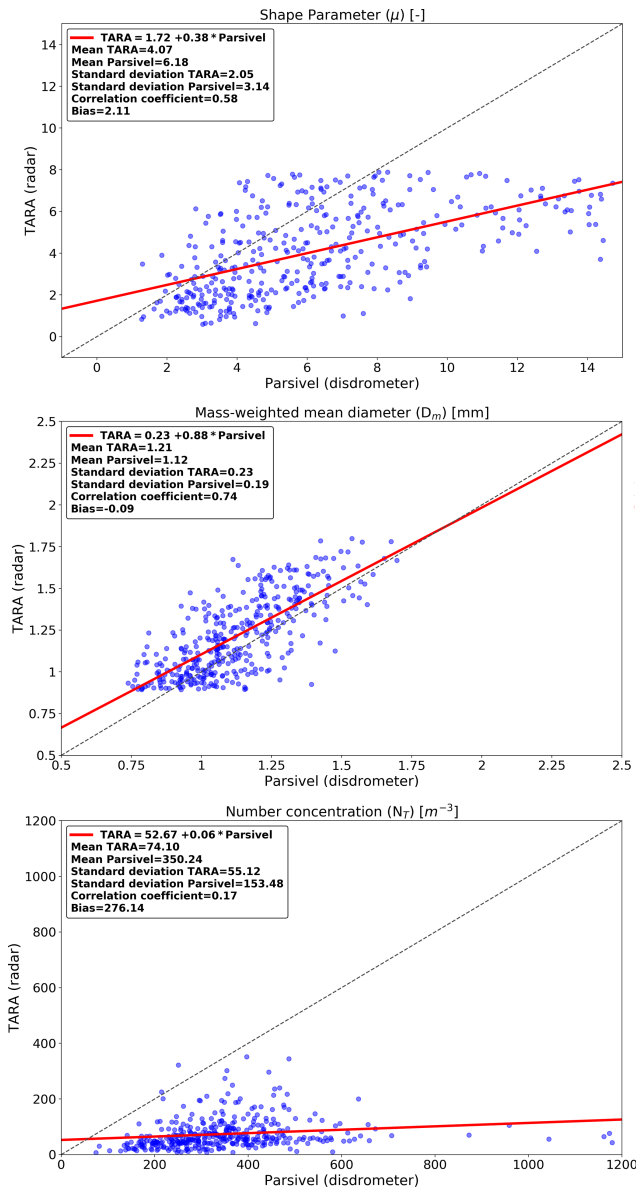 Shape Parameter (μ) [-]
TARA = 1.72 +0.38 * Parsivel
Mean TARA=4.07
Mean Parsivel=6.18
Standard deviation TARA=2.05
Standard deviation Parsivel=3.14
Correlation coefficient=0.58
Bias=2.11
14
12
10
8
6
4
2
0
TARA (radar)
0 2 4 6 8 10 12 14
Parsivel (disdrometer)
Mass-weighted mean diameter (Dₘ) [mm]
TARA = 0.23 +0.88 * Parsivel
Mean TARA=1.21
Mean Parsivel=1.12
Standard deviation TARA=0.23
Standard deviation Parsivel=0.19
Correlation coefficient=0.74
Bias=-0.09
2.5
2.25
2
1.75
1.5
1.25
1
0.75
0.5
TARA (radar)
0.5 0.75 1 1.25 1.5 1.75 2 2.25 2.5
Parsivel (disdrometer)
Number concentration (N_T) [m⁻³]
TARA = 52.67 +0.06 * Parsivel
Mean TARA=74.10
Mean Parsivel=350.24
Standard deviation TARA=55.12
Standard deviation Parsivel=153.48
Correlation coefficient=0.17
Bias=276.14
1200
1000
800
600
400
200
0
TARA (radar)
0 200 400 600 800 1000 1200
Parsivel (disdrometer)